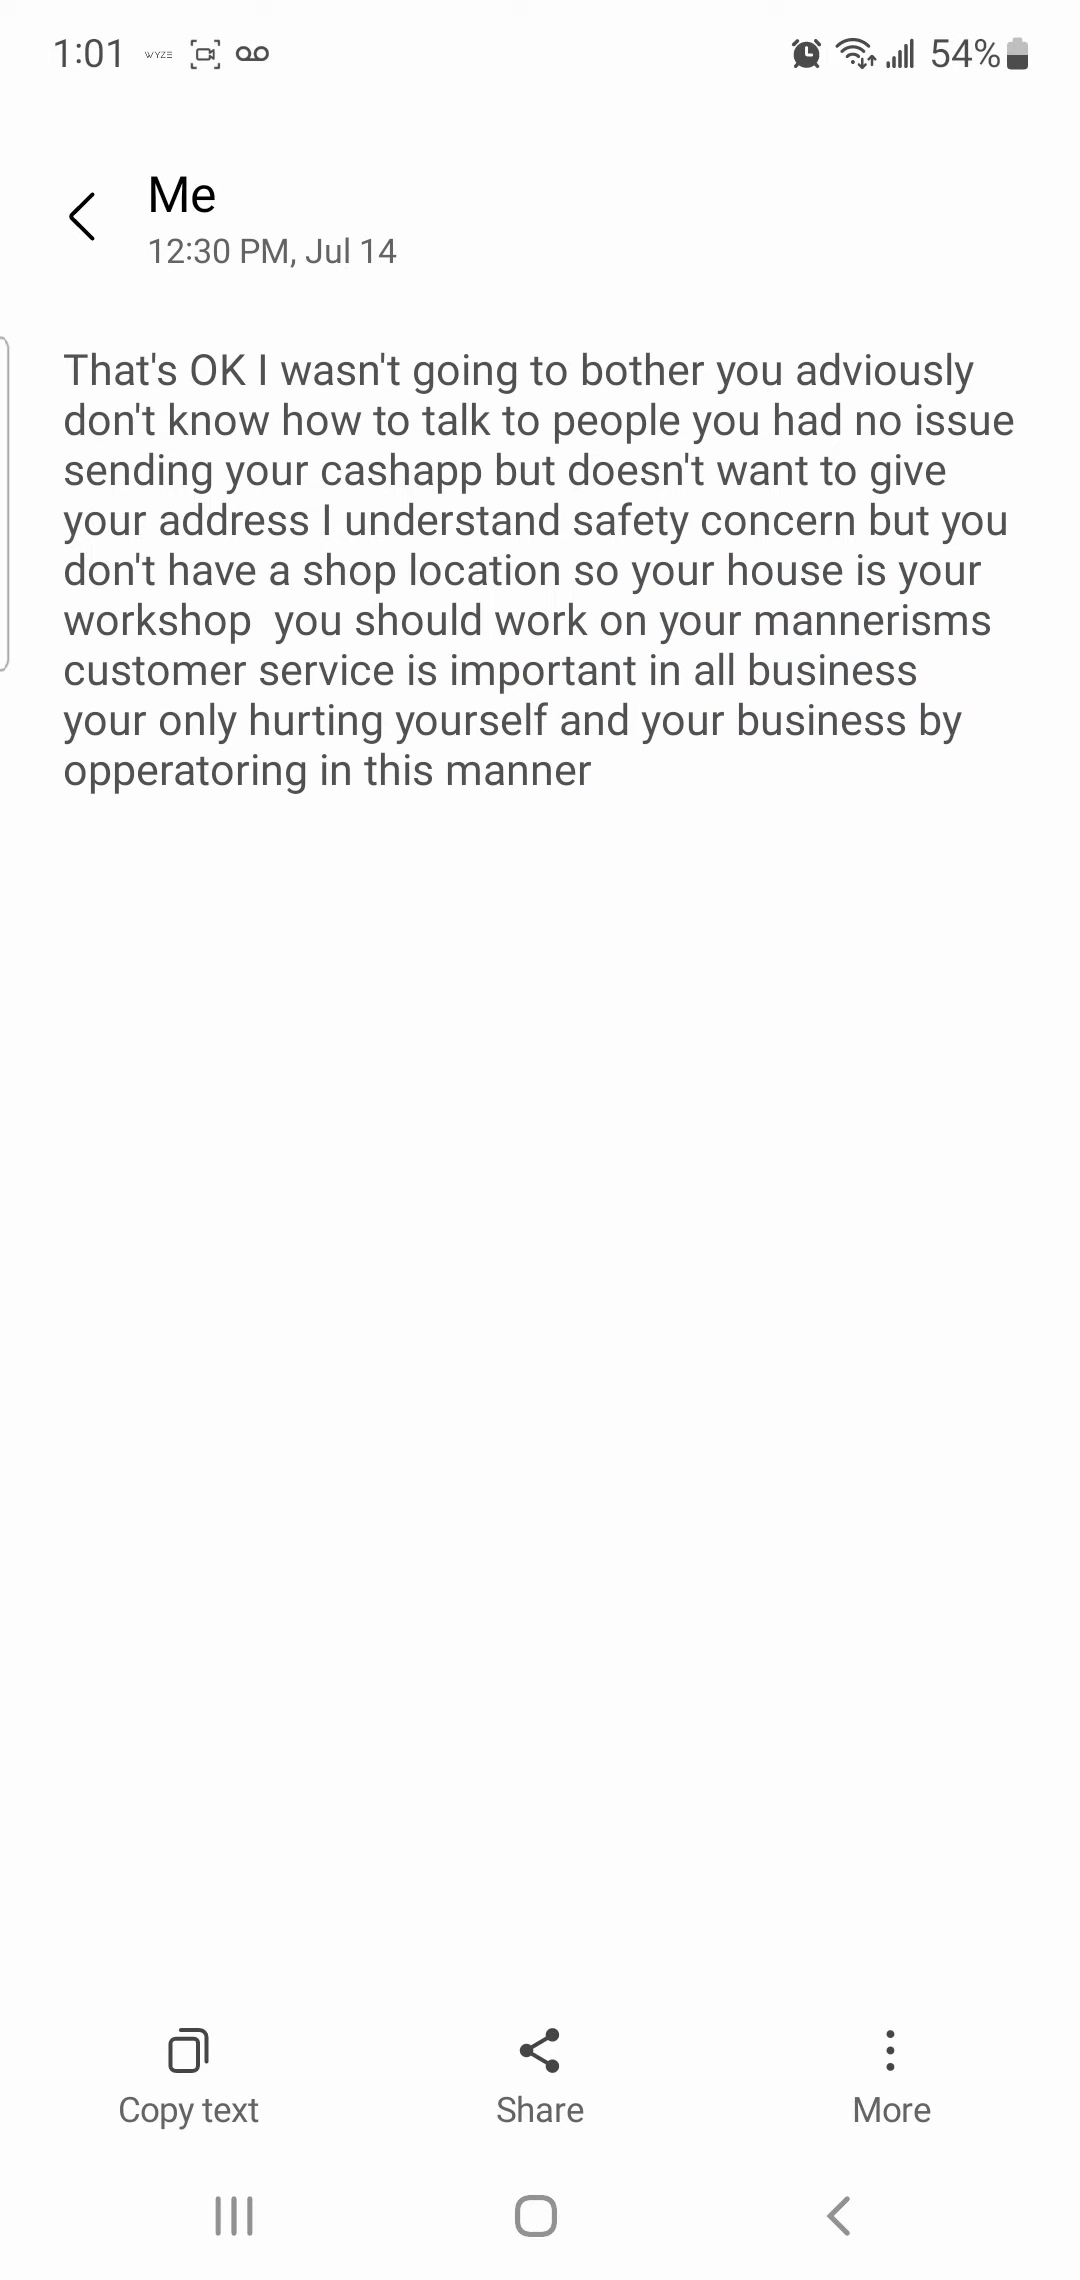 1:01 WYZE 54%
Me
12:30 PM, Jul 14
That's OK I wasn't going to bother you adviously
don't know how to talk to people you had no issue
sending your cashapp but doesn't want to give
your address I understand safety concern but you
don't have a shop location so your house is your
workshop  you should work on your mannerisms
customer service is important in all business
your only hurting yourself and your business by
opperatoring in this manner
Copy text Share More